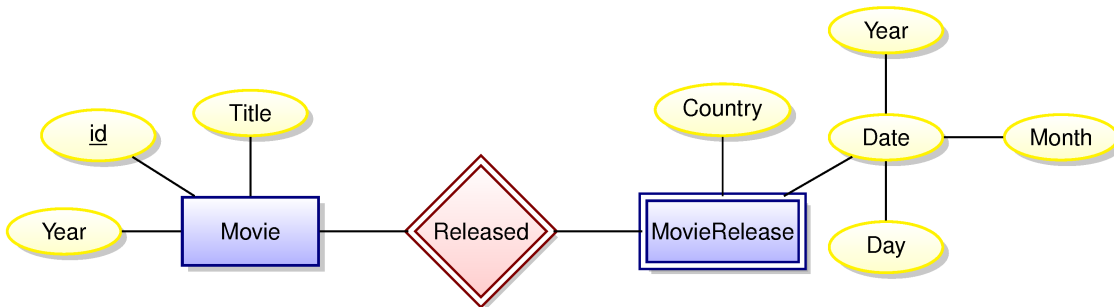 Year
Country
Title
id
Date
Month
Year
Movie
Released
MovieRelease
Day